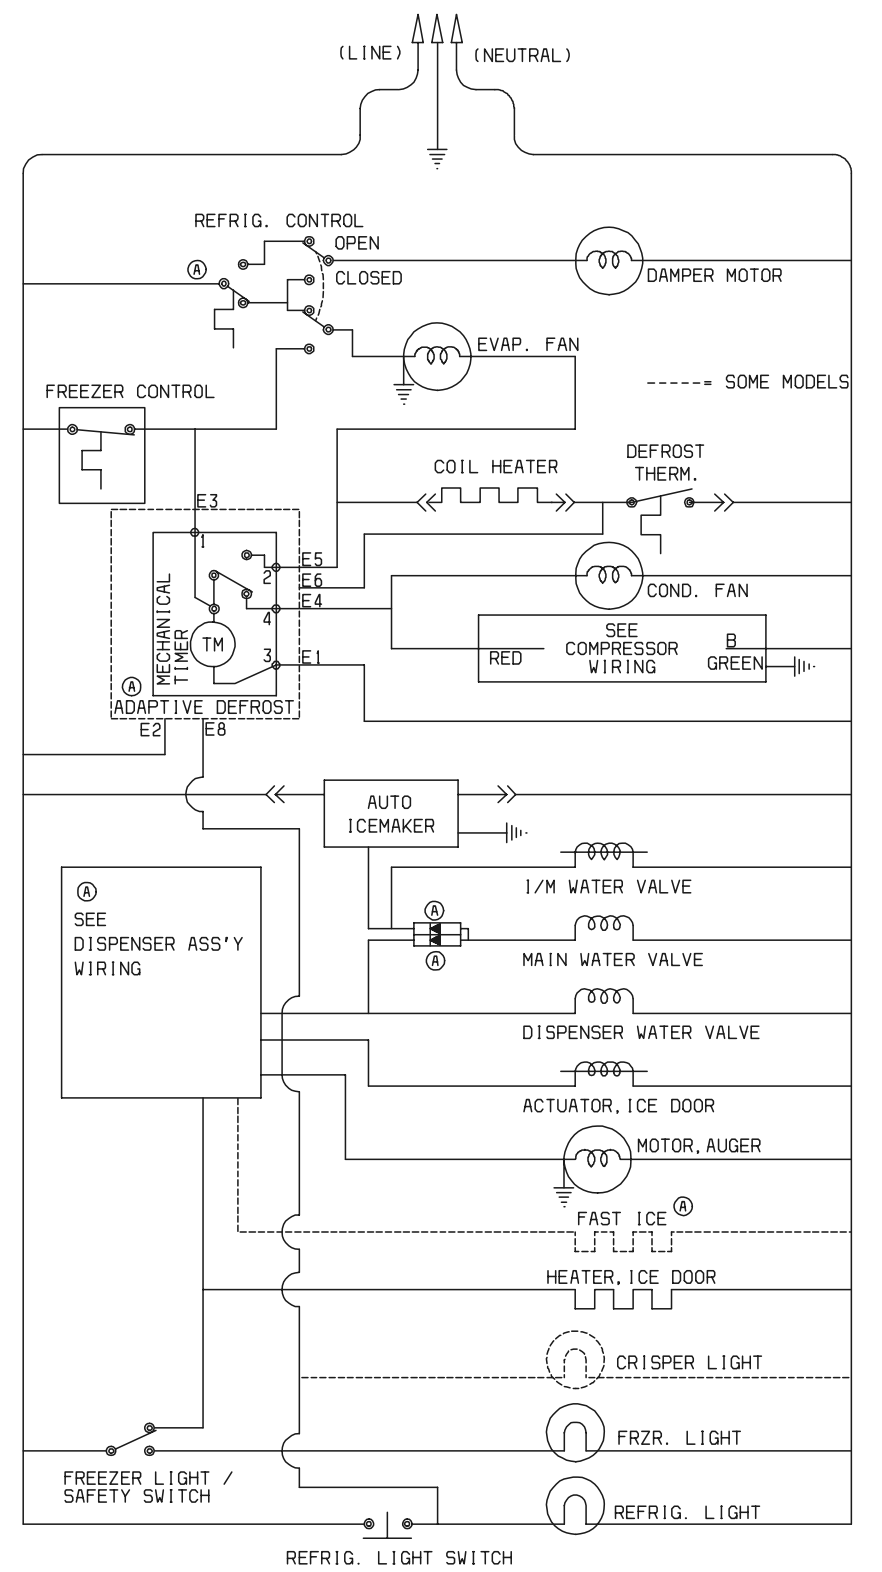 (LINE)
(NEUTRAL)
REFRIG. CONTROL
OPEN
A
CLOSED
DAMPER MOTOR
EVAP. FAN
-----= SOME MODELS
FREEZER CONTROL
DEFROST
THERM.
COIL HEATER
E3
1
E5
2
E6
E4
4
COND. FAN
MECHANICAL
TIMER
TM
3
E1
SEE
COMPRESSOR
WIRING
RED
B
GREEN
A
ADAPTIVE DEFROST
E2
E8
AUTO
ICEMAKER
I/M WATER VALVE
A
SEE
DISPENSER ASS'Y
WIRING
A
A
MAIN WATER VALVE
DISPENSER WATER VALVE
ACTUATOR, ICE DOOR
MOTOR, AUGER
FAST ICE
A
HEATER, ICE DOOR
CRISPER LIGHT
FRZR. LIGHT
FREEZER LIGHT /
SAFETY SWITCH
REFRIG. LIGHT
REFRIG. LIGHT SWITCH